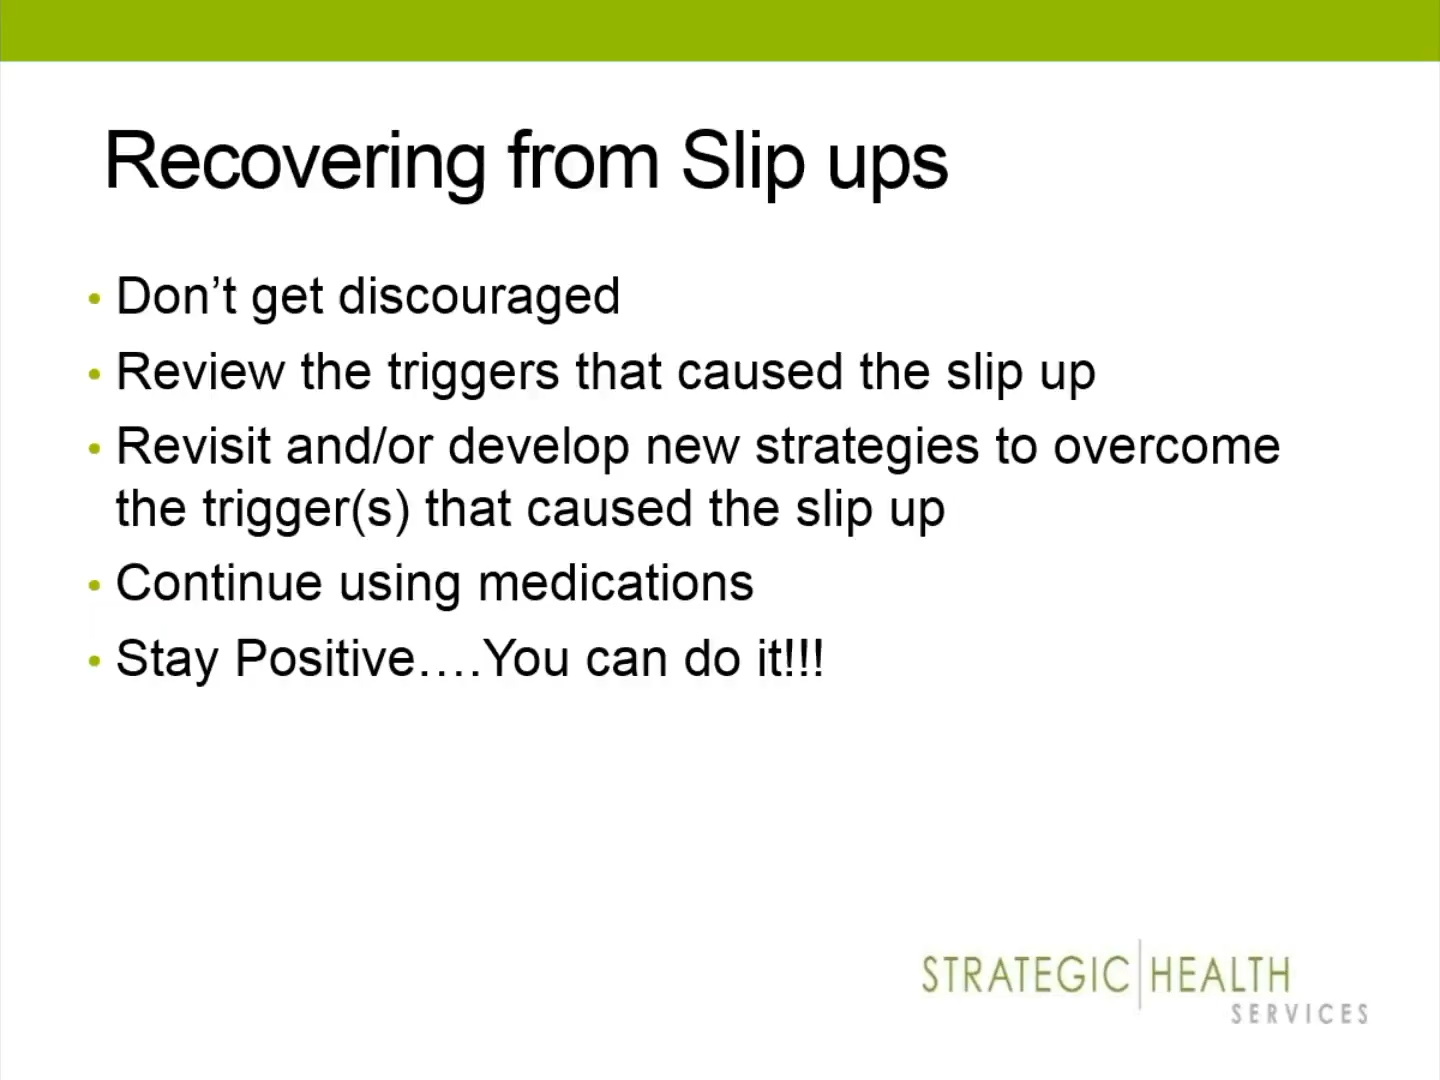 Recovering from Slip ups
• Don’t get discouraged
• Review the triggers that caused the slip up
• Revisit and/or develop new strategies to overcome
the trigger(s) that caused the slip up
• Continue using medications
• Stay Positive….You can do it!!!
STRATEGIC HEALTH
SERVICES